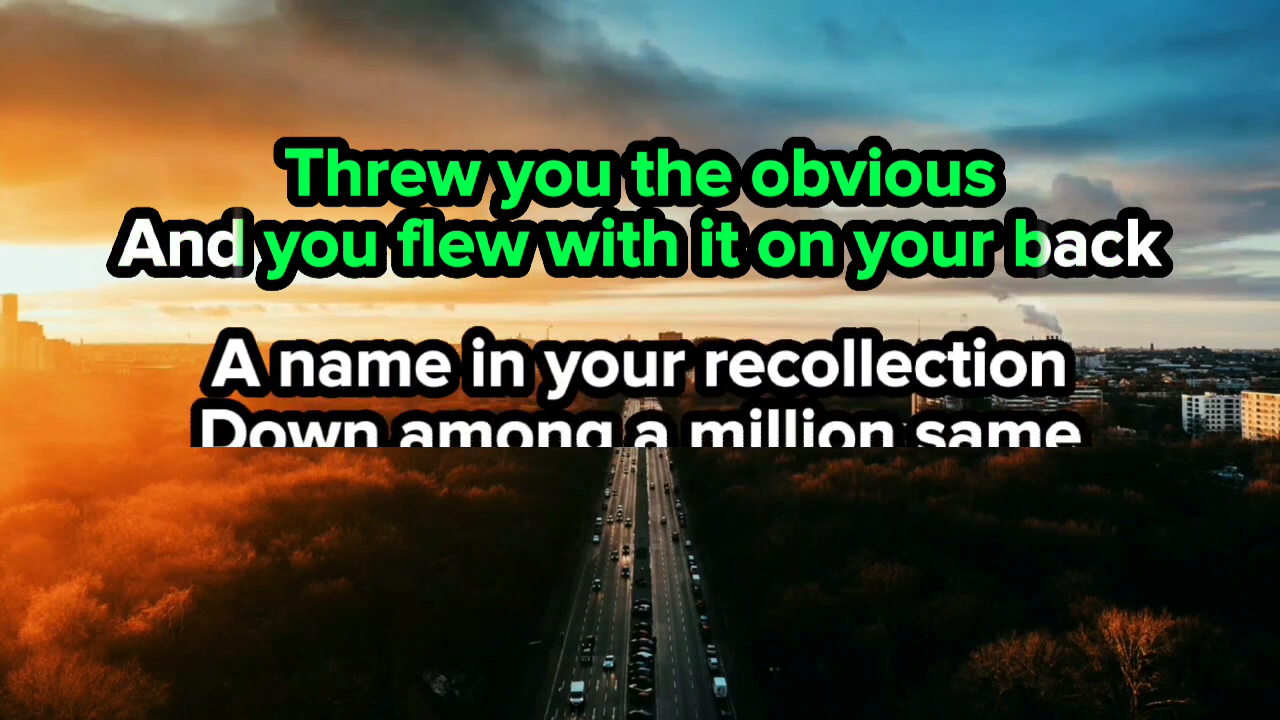 Threw you the obvious
And you flew with it on your back
A name in your recollection
Down among a million same